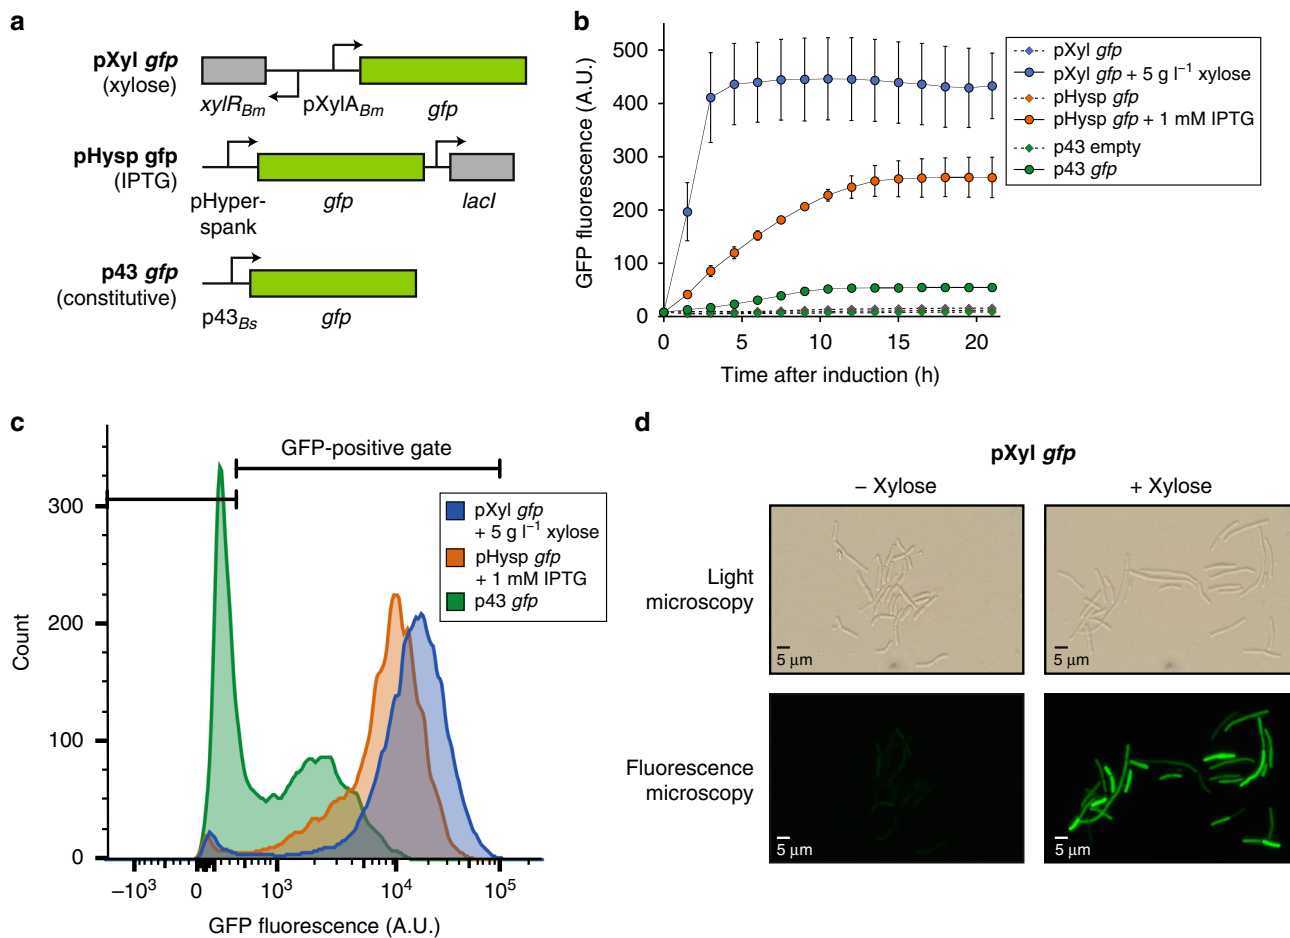 a
pXyl gfp
(xylose)
xylR_Bm
pXylA_Bm
gfp
pHysp gfp
(IPTG)
pHyper-
spank
gfp
lacI
p43 gfp
(constitutive)
p43_Bs
gfp
b
GFP fluorescence (A.U.)
500
400
300
200
100
0
0
5
10
15
20
Time after induction (h)
pXyl gfp
pXyl gfp + 5 g l⁻¹ xylose
pHysp gfp
pHysp gfp + 1 mM IPTG
p43 empty
p43 gfp
c
GFP-positive gate
Count
300
200
100
0
−10³
0
10³
10⁴
10⁵
GFP fluorescence (A.U.)
pXyl gfp
+ 5 g l⁻¹ xylose
pHysp gfp
+ 1 mM IPTG
p43 gfp
d
pXyl gfp
– Xylose
+ Xylose
Light
microscopy
5 μm
5 μm
Fluorescence
microscopy
5 μm
5 μm